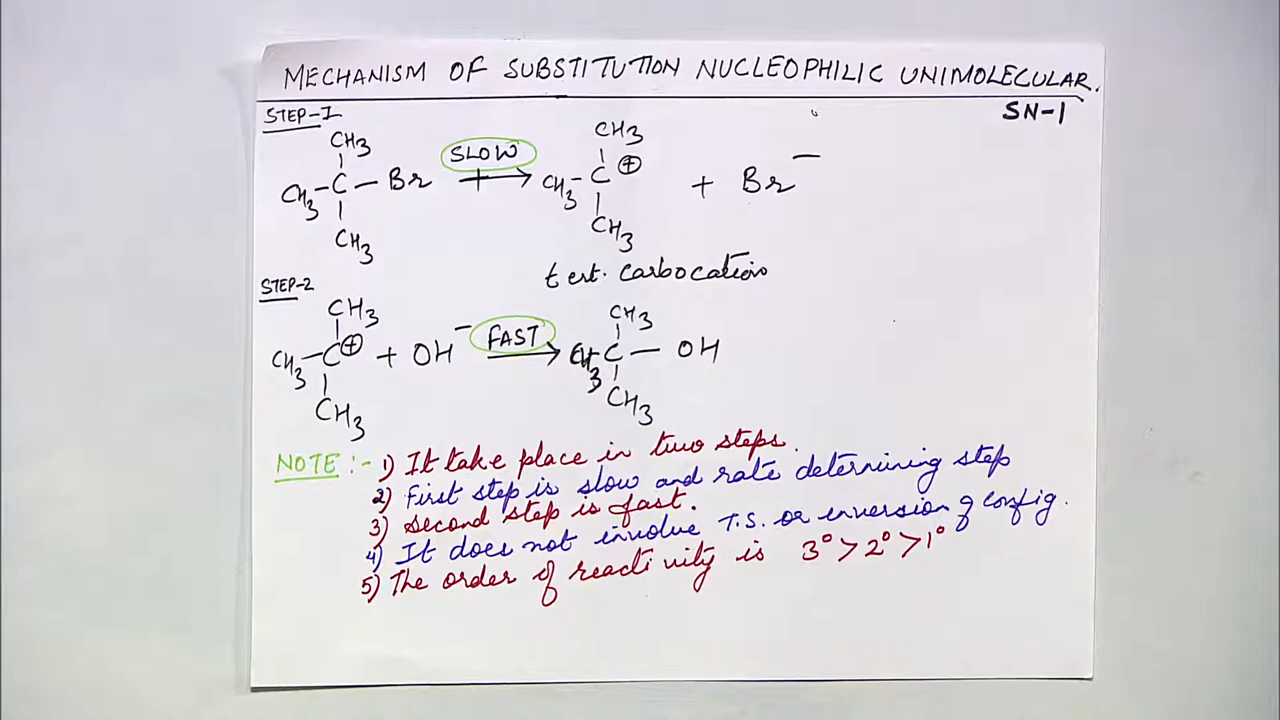 MECHANISM OF SUBSTITUTION NUCLEOPHILIC UNIMOLECULAR.
SN-1
STEP-I
CH3
CH3-C-Br SLOW → CH3-C⊕ + Br⁻
CH3
CH3
CH3
tert. carbocation
STEP-2
CH3
CH3-C⊕ + OH⁻ FAST → CH3-C-OH
CH3
CH3
CH3
NOTE :- 1) It take place in two steps.
2) First step is slow and rate determining step
3) Second step is fast.
4) It does not involve T.S. or inversion of config.
5) The order of reactivity is 3° > 2° > 1°